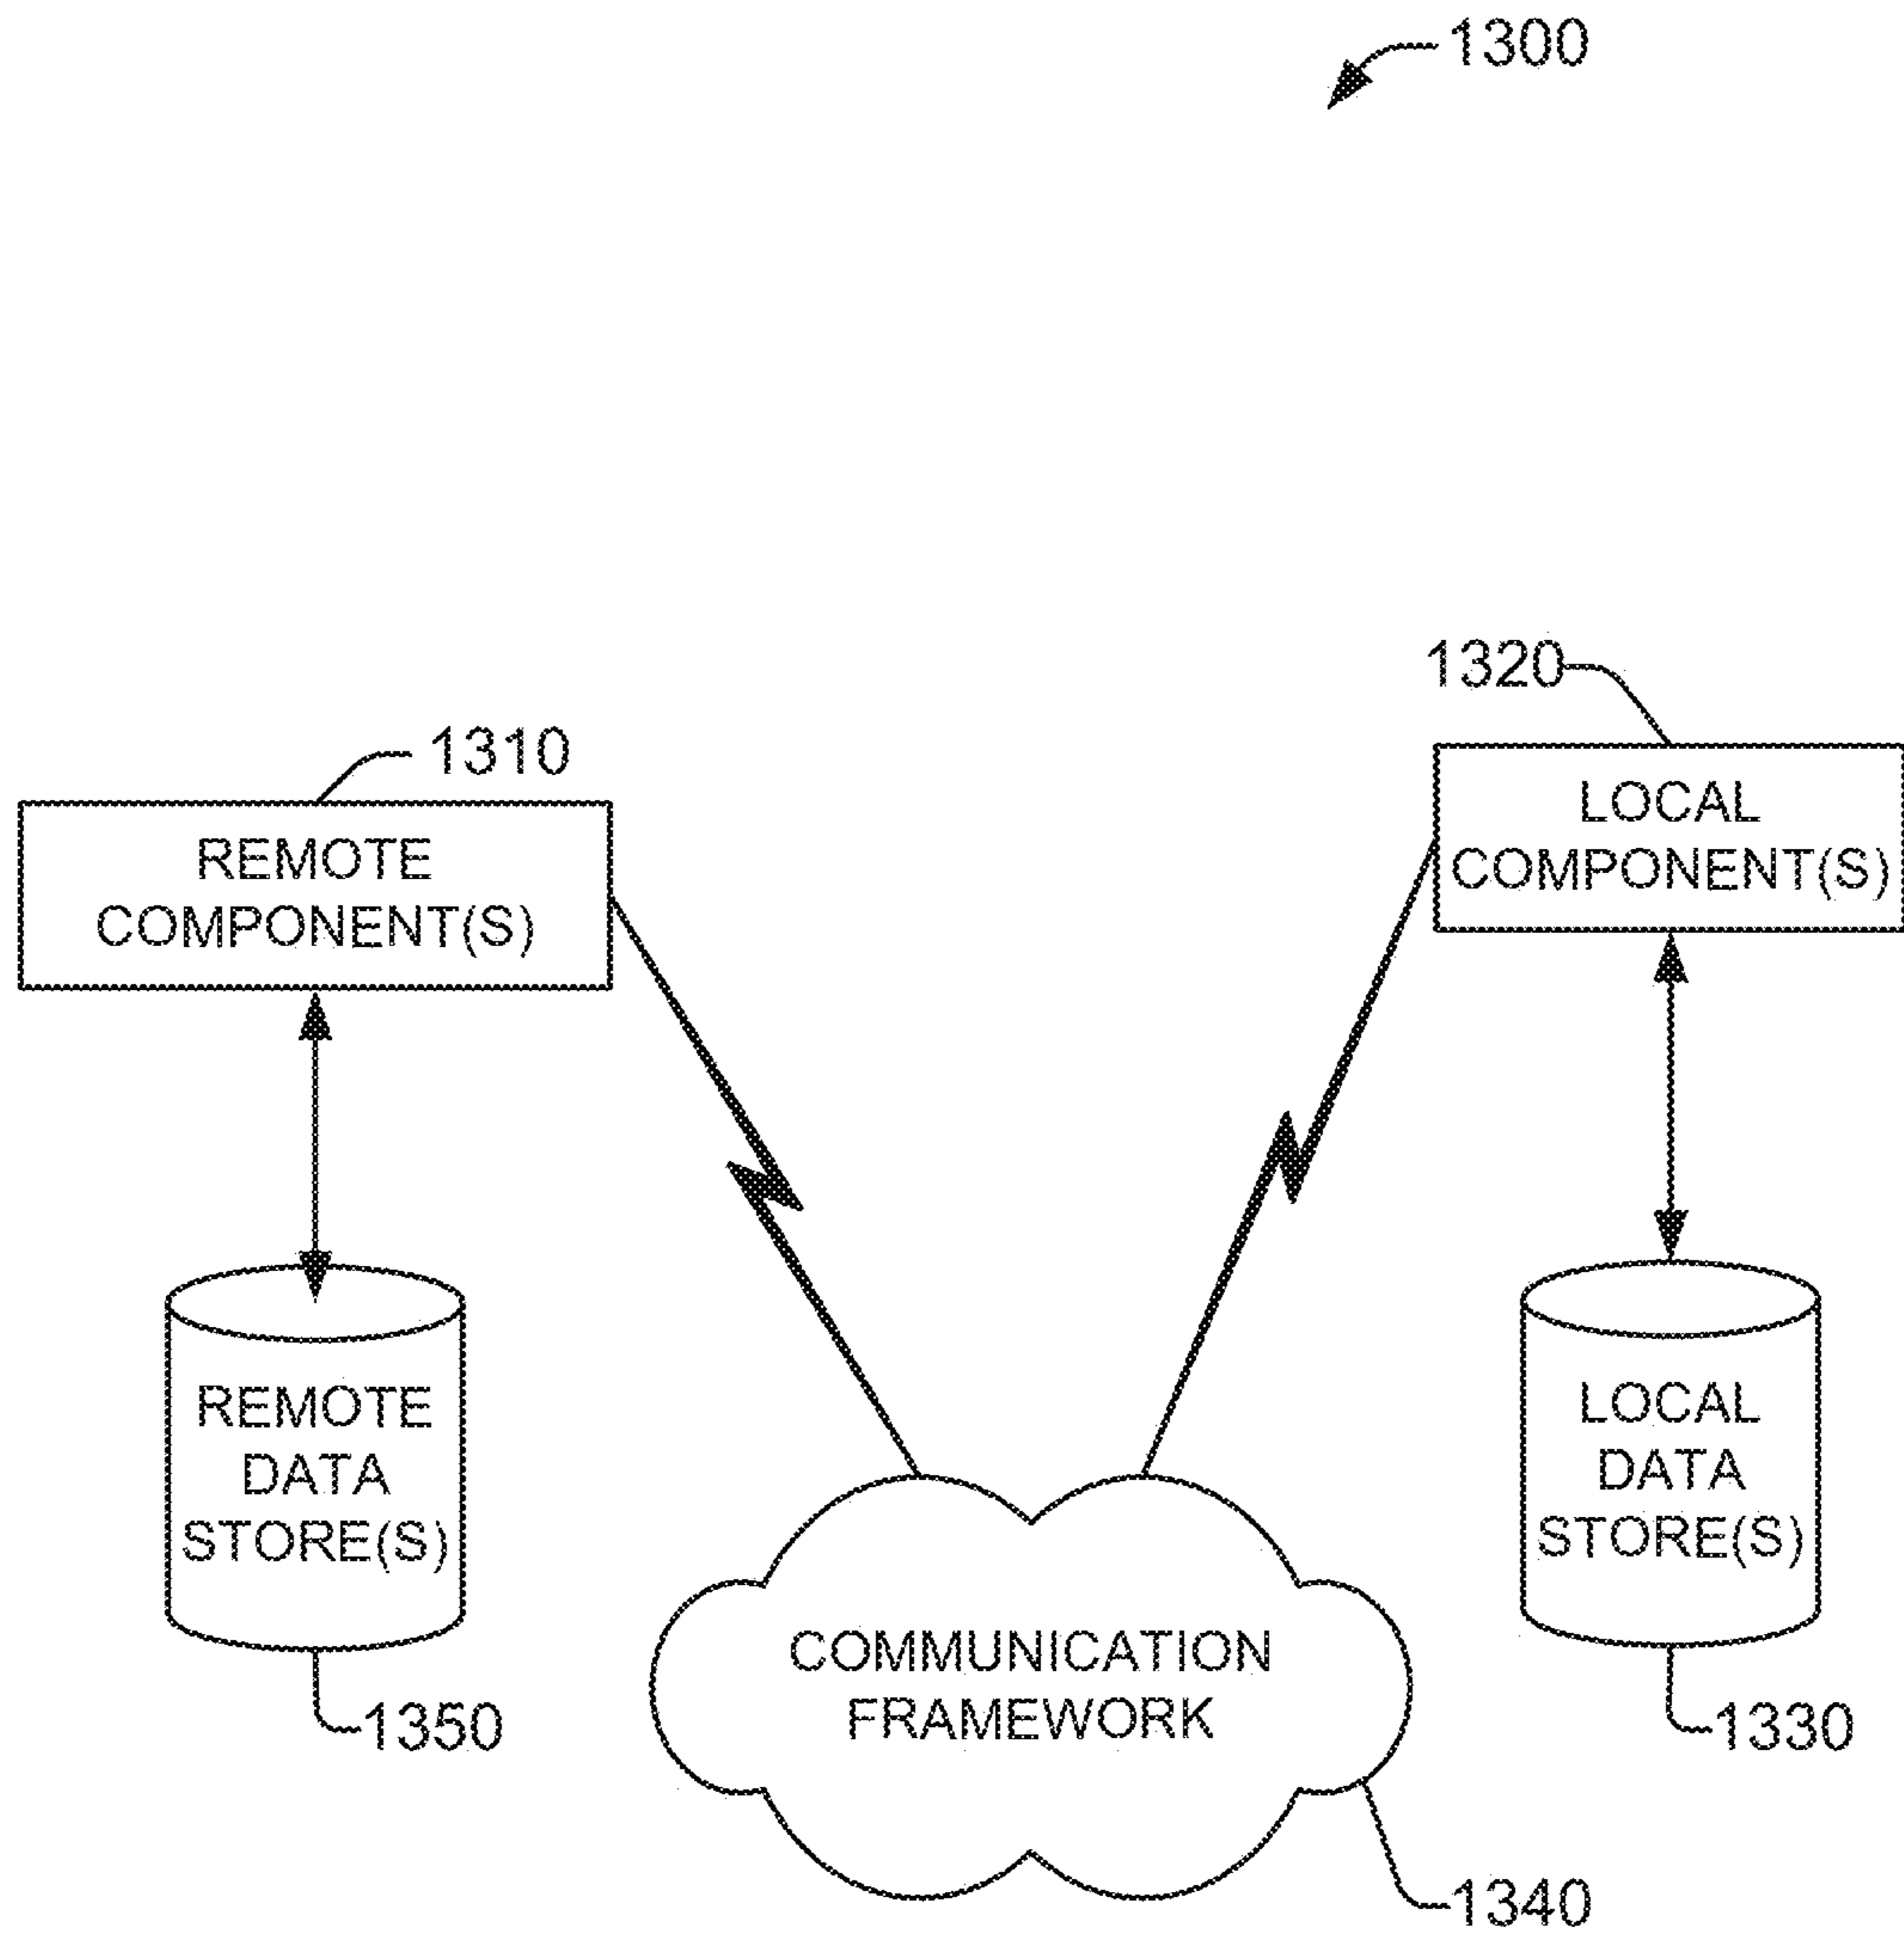 1300
1320
LOCAL
COMPONENT(S)
1310
REMOTE
COMPONENT(S)
REMOTE
DATA
STORE(S)
LOCAL
DATA
STORE(S)
COMMUNICATION
FRAMEWORK
1350
1330
1340